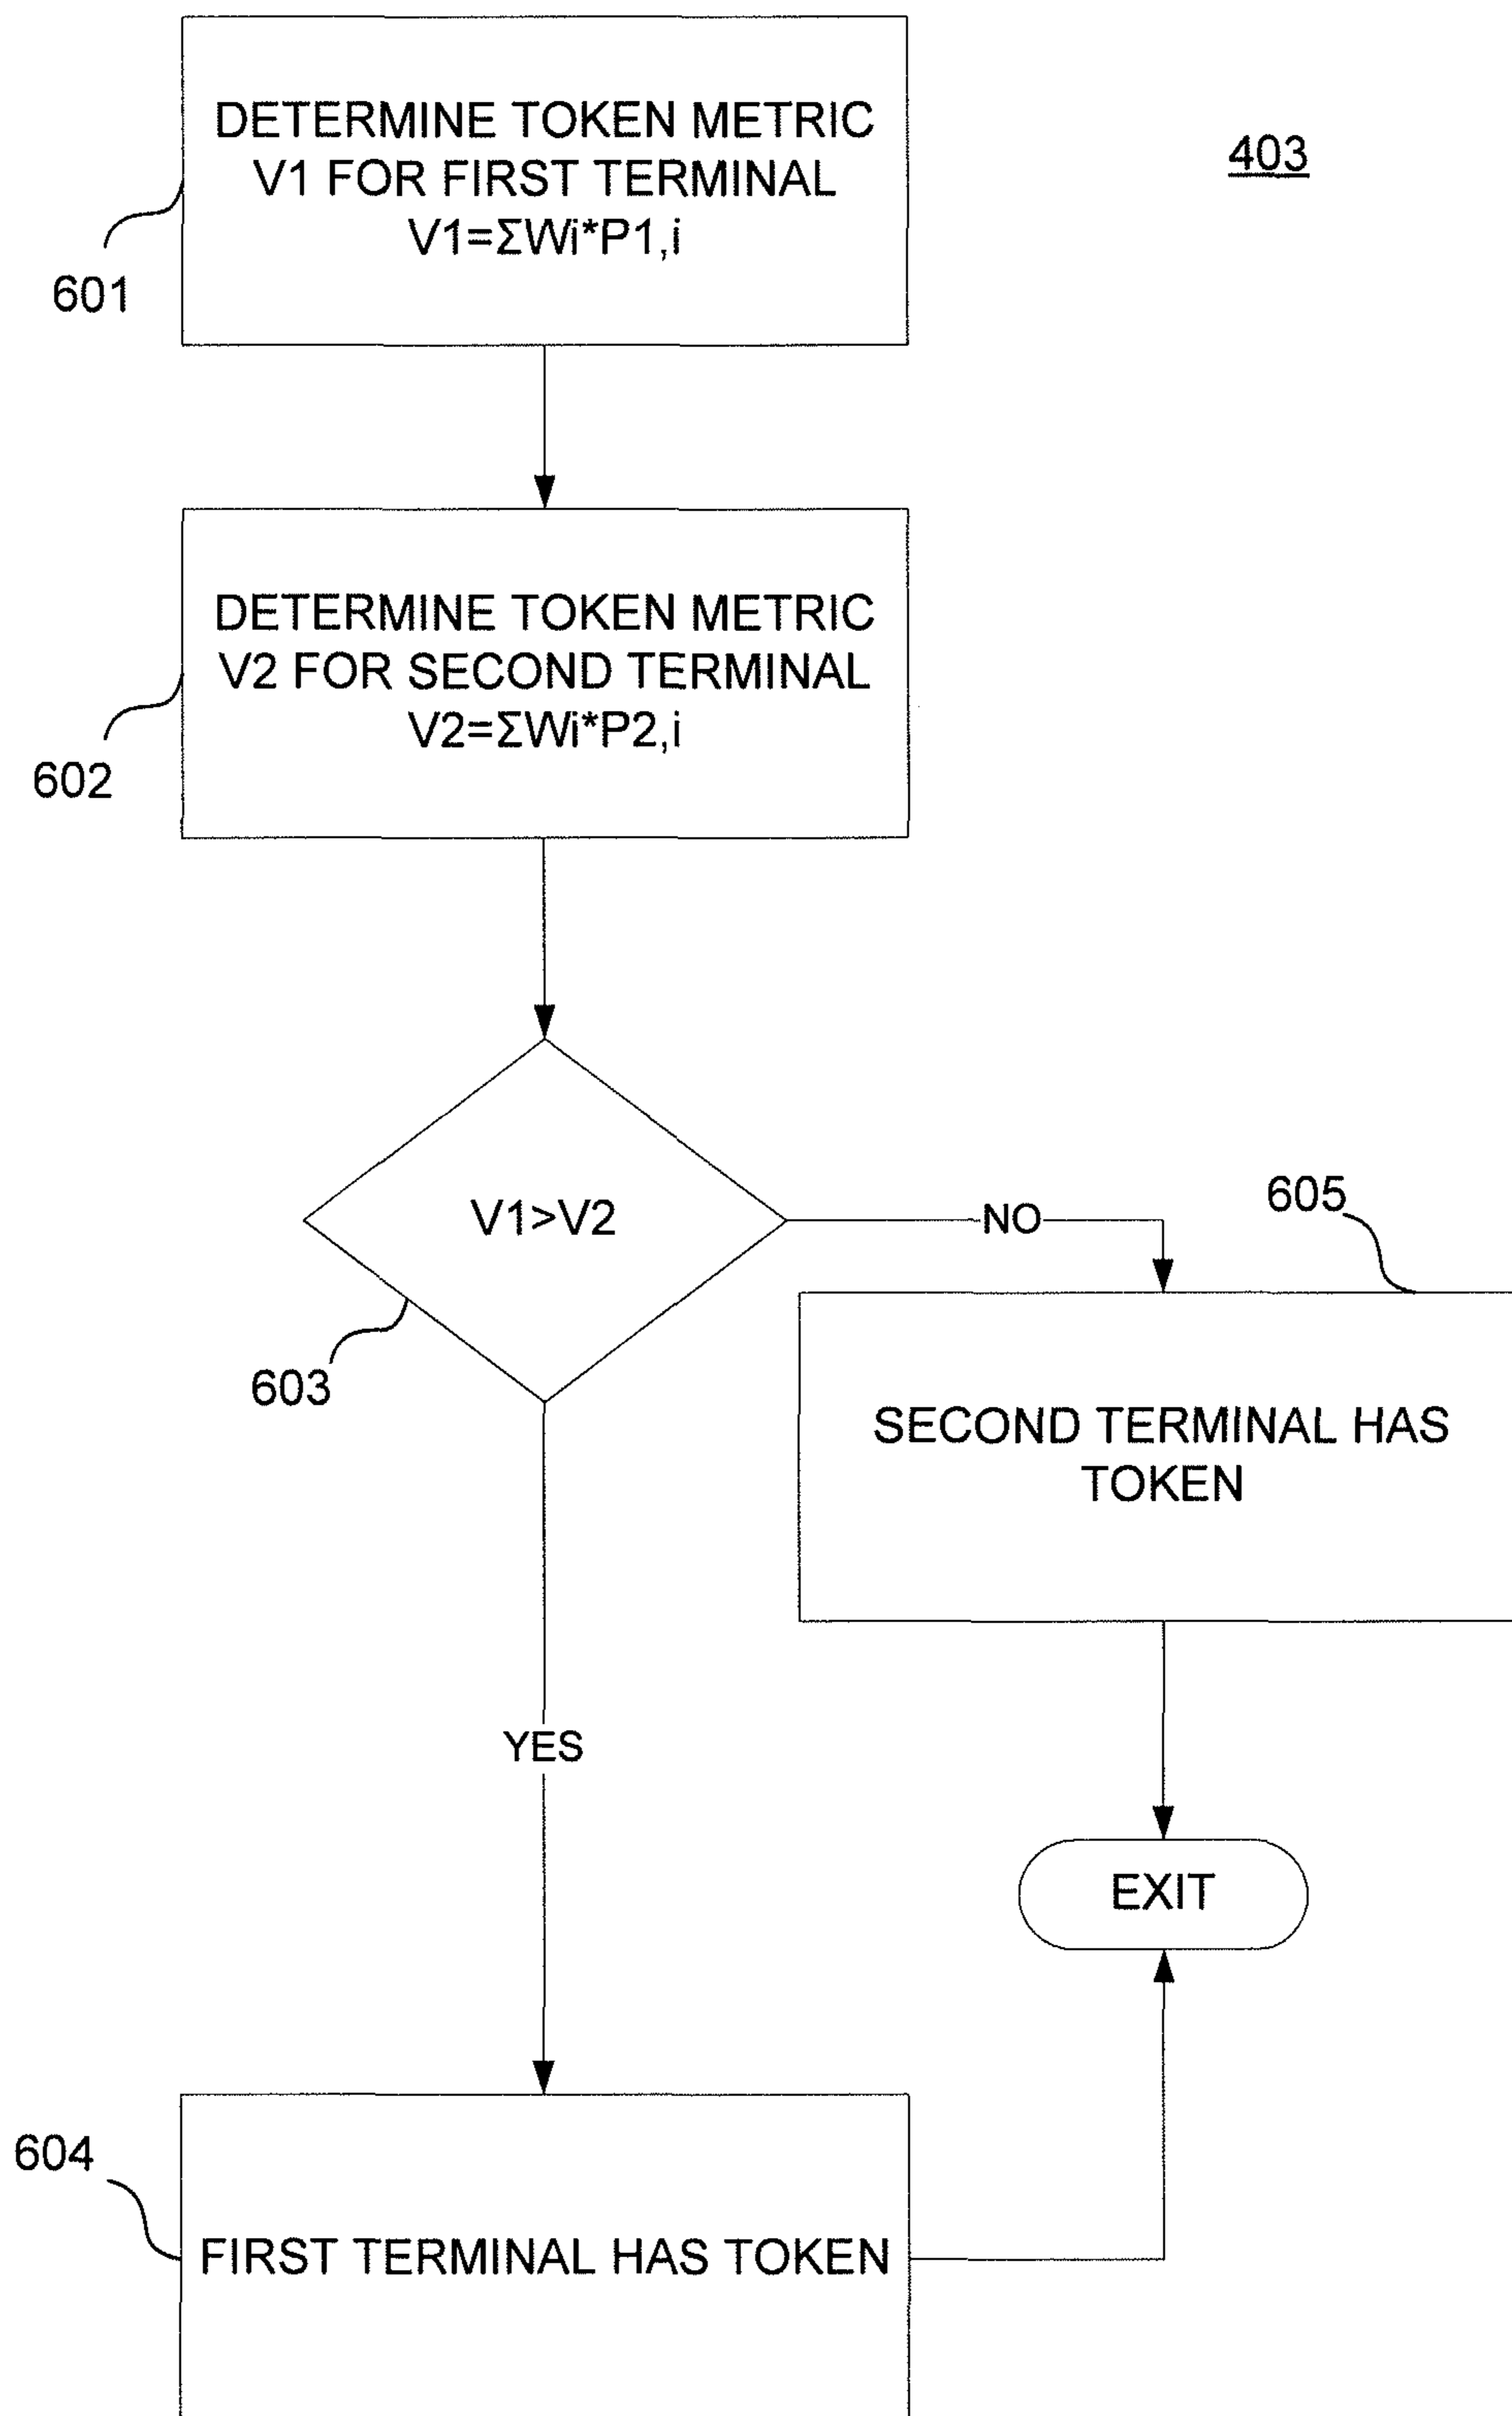 DETERMINE TOKEN METRIC
V1 FOR FIRST TERMINAL
V1=ΣWi*P1,i
403
601
DETERMINE TOKEN METRIC
V2 FOR SECOND TERMINAL
V2=ΣWi*P2,i
602
V1>V2
NO
605
603
SECOND TERMINAL HAS
TOKEN
YES
EXIT
604
FIRST TERMINAL HAS TOKEN